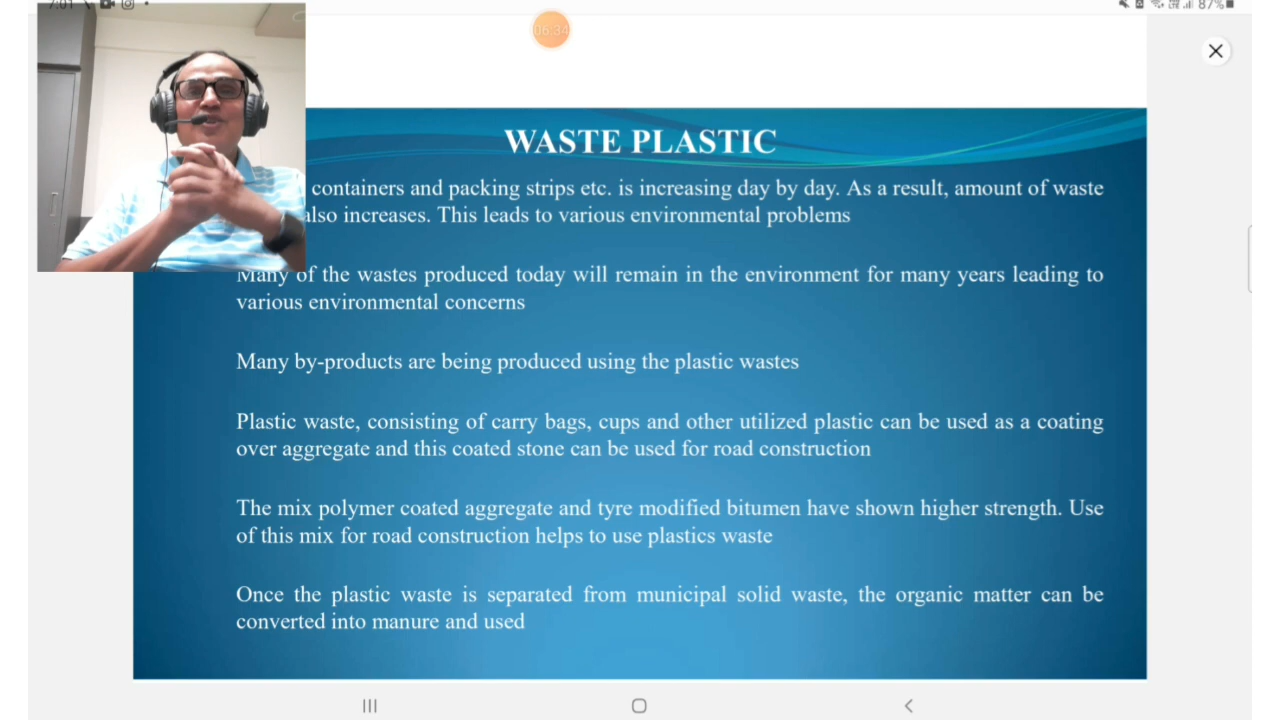 7:01
87%
06:34
WASTE PLASTIC
containers and packing strips etc. is increasing day by day. As a result, amount of waste
also increases. This leads to various environmental problems
Many of the wastes produced today will remain in the environment for many years leading to
various environmental concerns
Many by-products are being produced using the plastic wastes
Plastic waste, consisting of carry bags, cups and other utilized plastic can be used as a coating
over aggregate and this coated stone can be used for road construction
The mix polymer coated aggregate and tyre modified bitumen have shown higher strength. Use
of this mix for road construction helps to use plastics waste
Once the plastic waste is separated from municipal solid waste, the organic matter can be
converted into manure and used